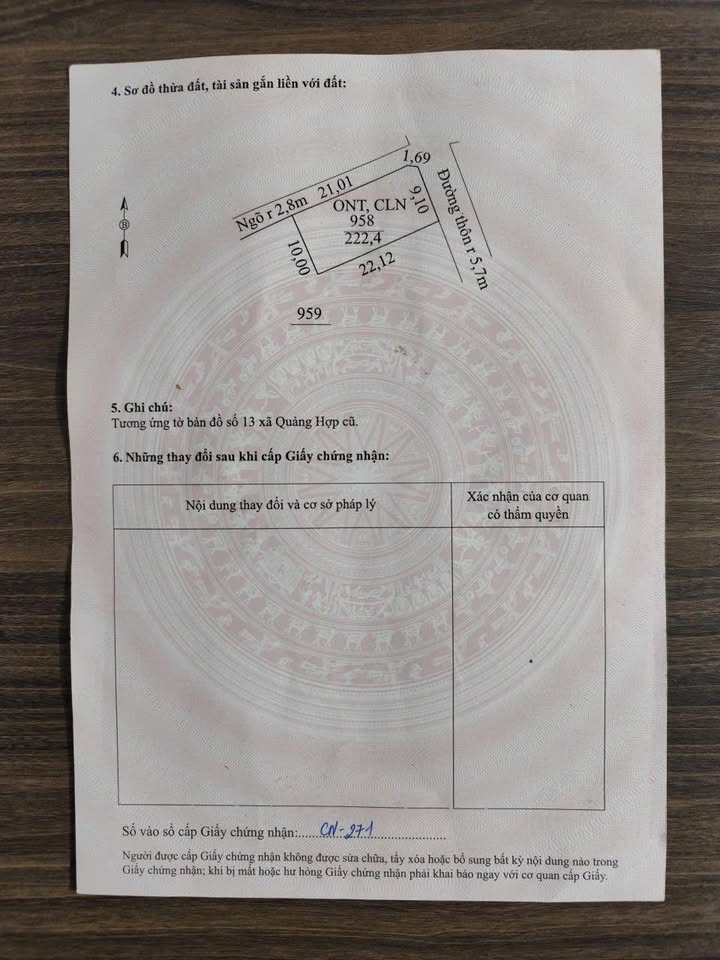 4. Sơ đồ thửa đất, tài sản gắn liền với đất:
1,69
Ngõ r 2,8m 21,01
Đường thôn r 5,7m
9,10
ONT, CLN
958
222,4
10,00
22,12
B
959
5. Ghi chú:
Tương ứng tờ bản đồ số 13 xã Quảng Hợp cũ.
6. Những thay đổi sau khi cấp Giấy chứng nhận:
Nội dung thay đổi và cơ sở pháp lý
Xác nhận của cơ quan
có thẩm quyền
Số vào sổ cấp Giấy chứng nhận:.....CN-271.....
Người được cấp Giấy chứng nhận không được sửa chữa, tẩy xóa hoặc bổ sung bất kỳ nội dung nào trong
Giấy chứng nhận; khi bị mất hoặc hư hỏng Giấy chứng nhận phải khai báo ngay với cơ quan cấp Giấy.